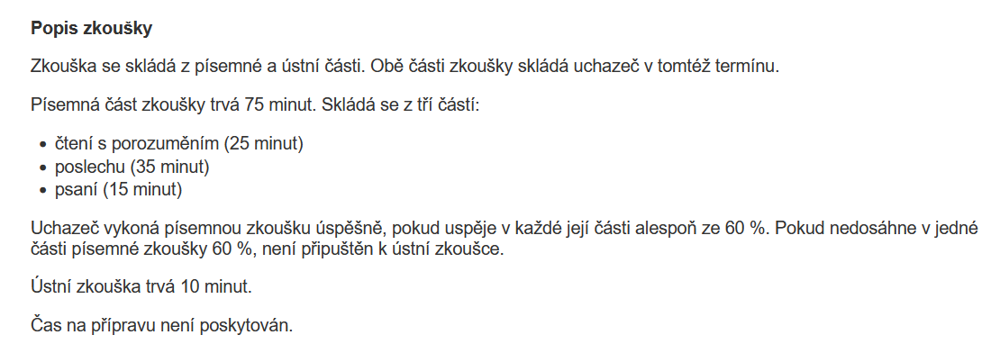 Popis zkoušky
Zkouška se skládá z písemné a ústní části. Obě části zkoušky skládá uchazeč v tomtéž termínu.
Písemná část zkoušky trvá 75 minut. Skládá se z tří částí:
• čtení s porozuměním (25 minut)
• poslechu (35 minut)
• psaní (15 minut)
Uchazeč vykoná písemnou zkoušku úspěšně, pokud uspěje v každé její části alespoň ze 60 %. Pokud nedosáhne v jedné
části písemné zkoušky 60 %, není připuštěn k ústní zkoušce.
Ústní zkouška trvá 10 minut.
Čas na přípravu není poskytován.